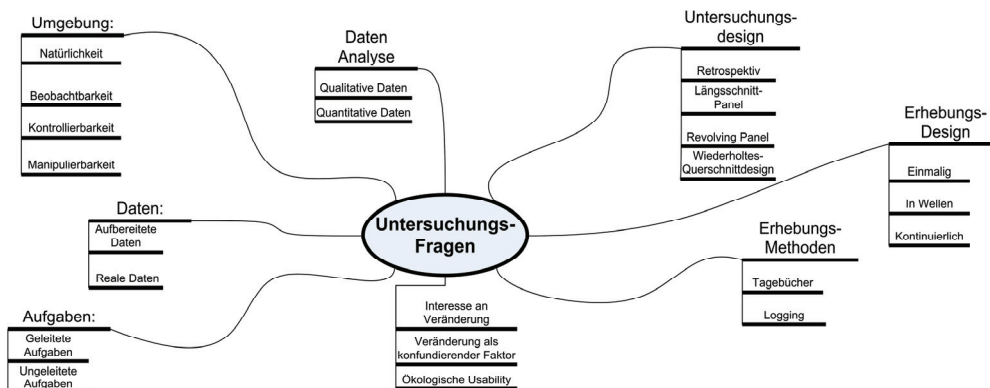 Umgebung:
Natürlichkeit
Beobachtbarkeit
Kontrollierbarkeit
Manipulierbarkeit
Daten
Analyse
Qualitative Daten
Quantitative Daten
Untersuchungs-
design
Retrospektiv
Längsschnitt-
Panel
Revolving Panel
Wiederholtes-
Querschnittdesign
Erhebungs-
Design
Einmalig
In Wellen
Kontinuierlich
Daten:
Aufbereitete
Daten
Reale Daten
Untersuchungs-
Fragen
Erhebungs-
Methoden
Tagebücher
Logging
Aufgaben:
Geleitete
Aufgaben
Ungeleitete
Aufgaben
Interesse an
Veränderung
Veränderung als
konfundierender Faktor
Ökologische Usability